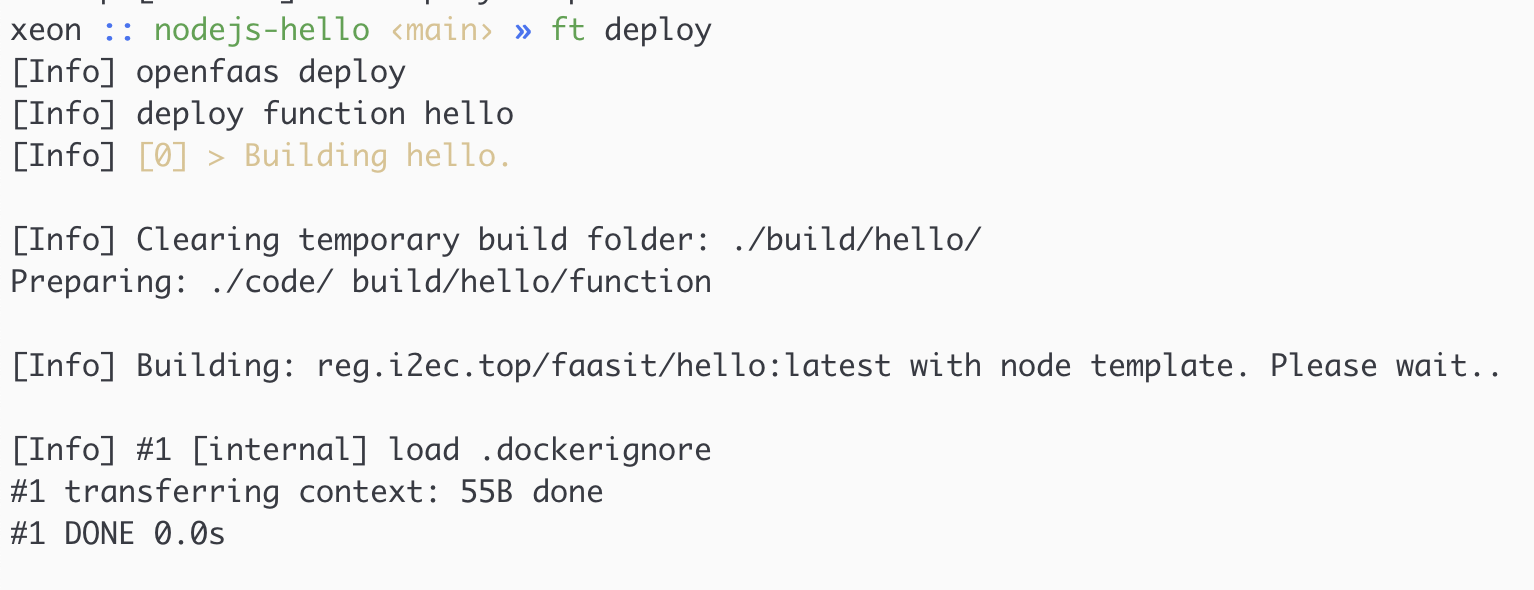 xeon :: nodejs-hello ‹main› » ft deploy
[Info] openfaas deploy
[Info] deploy function hello
[Info] [0] > Building hello.
[Info] Clearing temporary build folder: ./build/hello/
Preparing: ./code/ build/hello/function
[Info] Building: reg.i2ec.top/faasit/hello:latest with node template. Please wait..
[Info] #1 [internal] load .dockerignore
#1 transferring context: 55B done
#1 DONE 0.0s